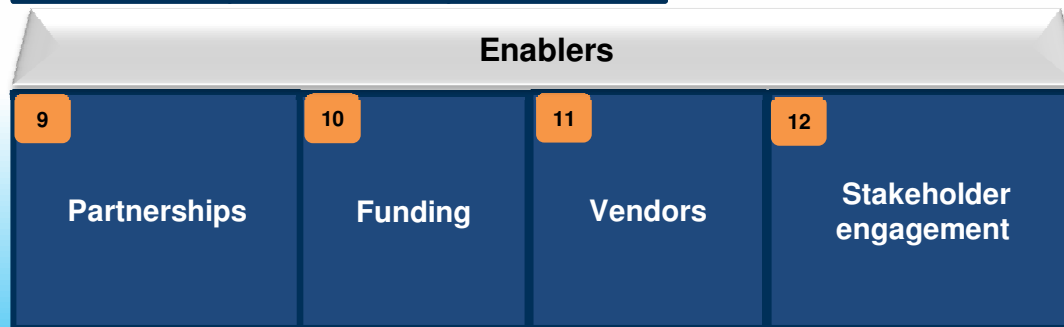 Enablers
9
Partnerships
10
Funding
11
Vendors
12
Stakeholder
engagement